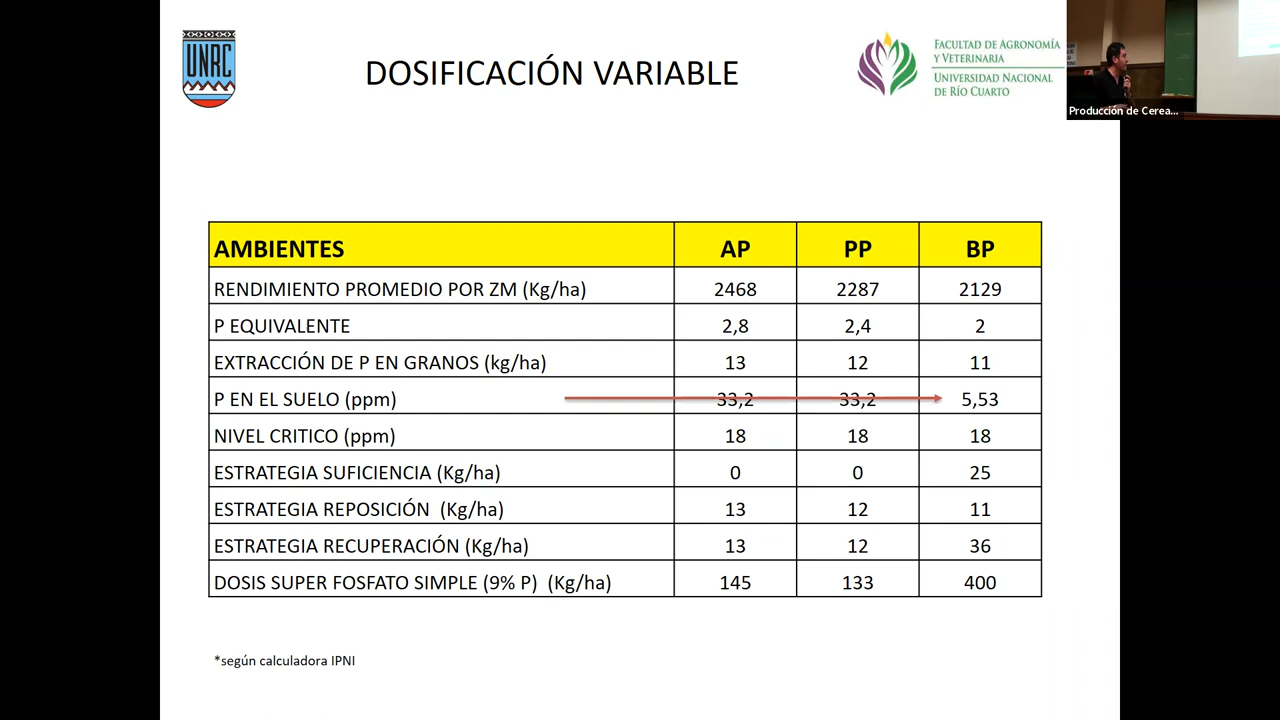 UNRC
DOSIFICACIÓN VARIABLE
FACULTAD DE AGRONOMÍA
Y VETERINARIA
UNIVERSIDAD NACIONAL
DE RÍO CUARTO
Producción de Cerea...
AMBIENTES AP PP BP
RENDIMIENTO PROMEDIO POR ZM (Kg/ha) 2468 2287 2129
P EQUIVALENTE 2,8 2,4 2
EXTRACCIÓN DE P EN GRANOS (kg/ha) 13 12 11
P EN EL SUELO (ppm) 33,2 33,2 5,53
NIVEL CRITICO (ppm) 18 18 18
ESTRATEGIA SUFICIENCIA (Kg/ha) 0 0 25
ESTRATEGIA REPOSICIÓN (Kg/ha) 13 12 11
ESTRATEGIA RECUPERACIÓN (Kg/ha) 13 12 36
DOSIS SUPER FOSFATO SIMPLE (9% P) (Kg/ha) 145 133 400
*según calculadora IPNI